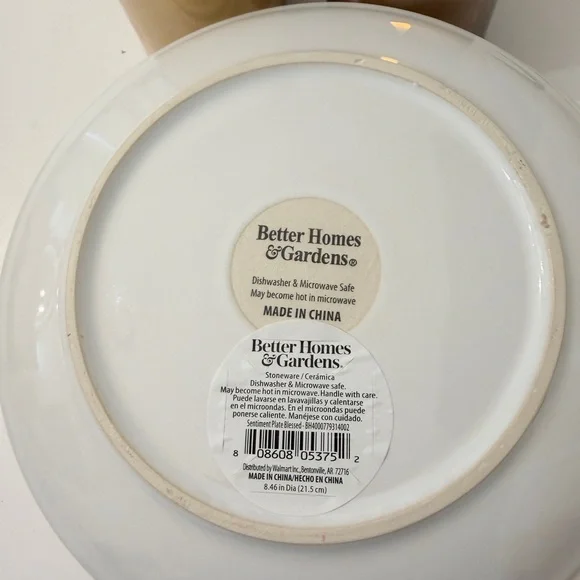 Better Homes
&Gardens®
Dishwasher & Microwave Safe
May become hot in microwave
MADE IN CHINA
Better Homes
&Gardens®
Stoneware / Cerámica
Dishwasher & Microwave safe.
May become hot in microwave. Handle with care.
Puede lavarse en lavavajillas y calentarse
en el microondas. En el microondas puede
ponerse caliente. Manéjese con cuidado.
Sentiment Plate Blessed - BH4000779314002
8 08608 05375 2
Distributed by Walmart Inc., Bentonville, AR 72716
MADE IN CHINA/HECHO EN CHINA
8.46 in Dia (21.5 cm)